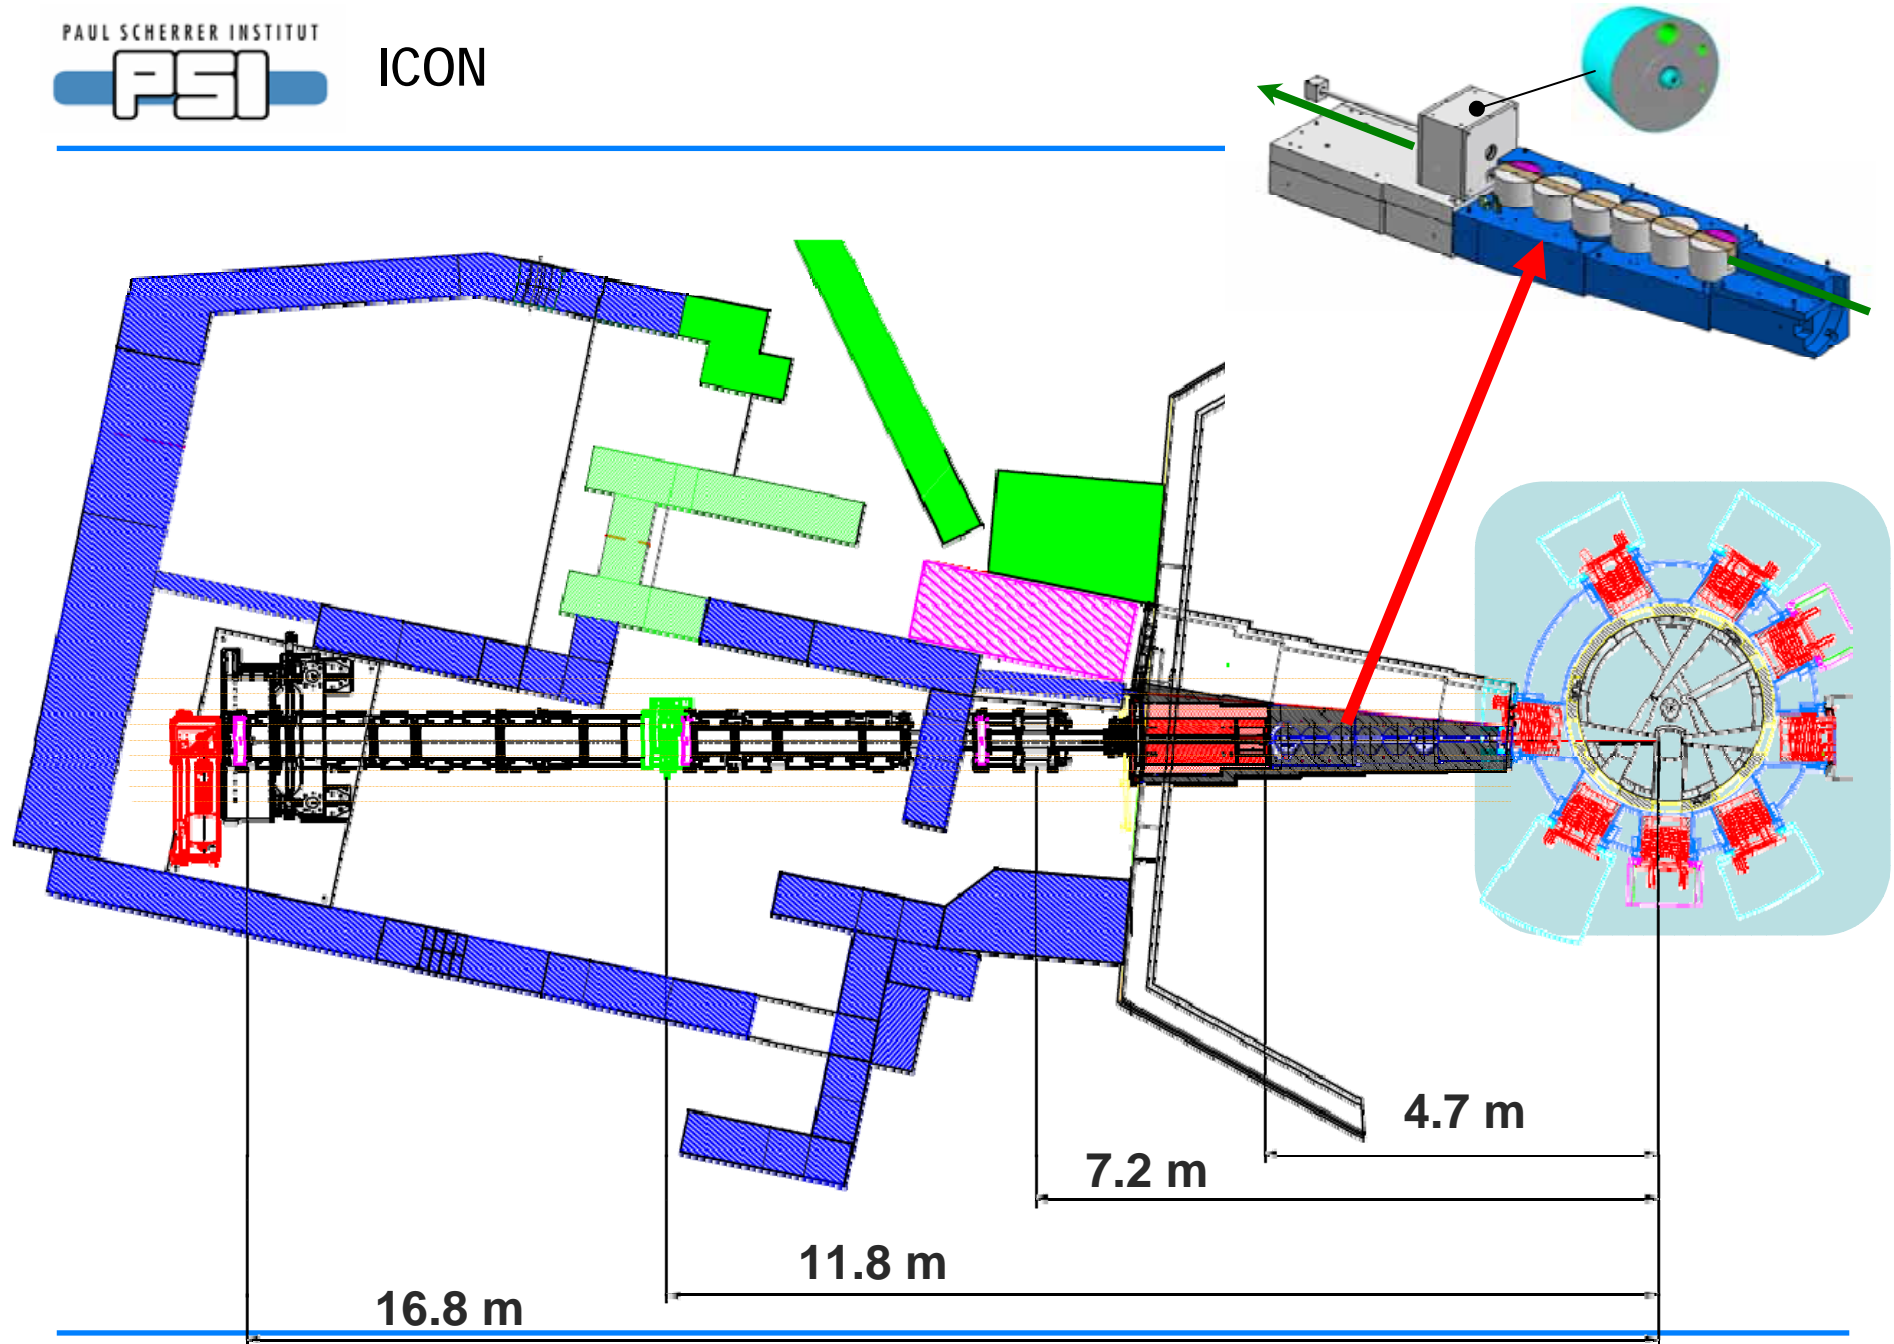 PAUL SCHERRER INSTITUT
PSI
ICON
4.7 m
7.2 m
11.8 m
16.8 m